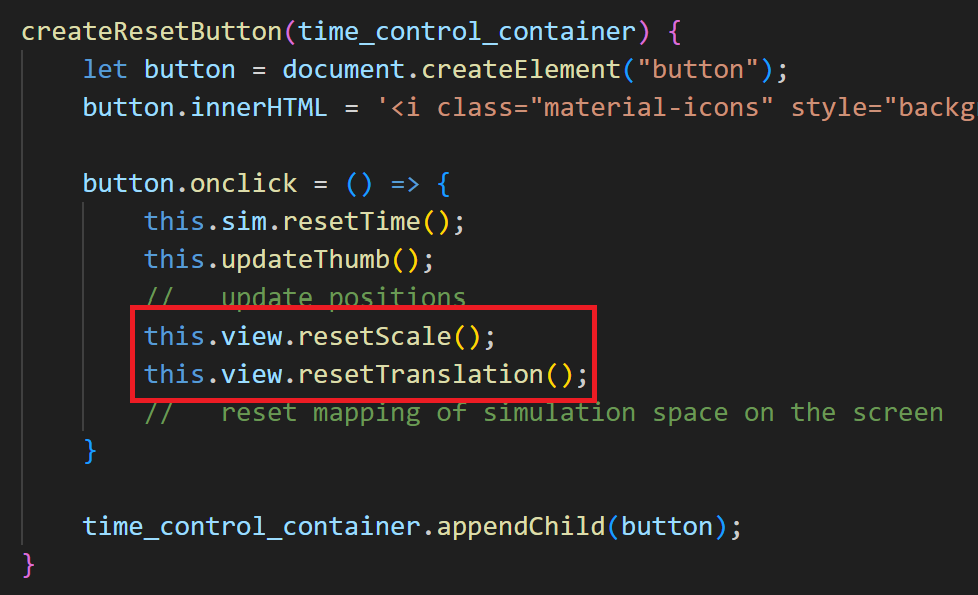 createResetButton(time_control_container) {
let button = document.createElement("button");
button.innerHTML = '<i class="material-icons" style="backg
button.onclick = () => {
this.sim.resetTime();
this.updateThumb();
// update positions
this.view.resetScale();
this.view.resetTranslation();
// reset mapping of simulation space on the screen
}
time_control_container.appendChild(button);
}